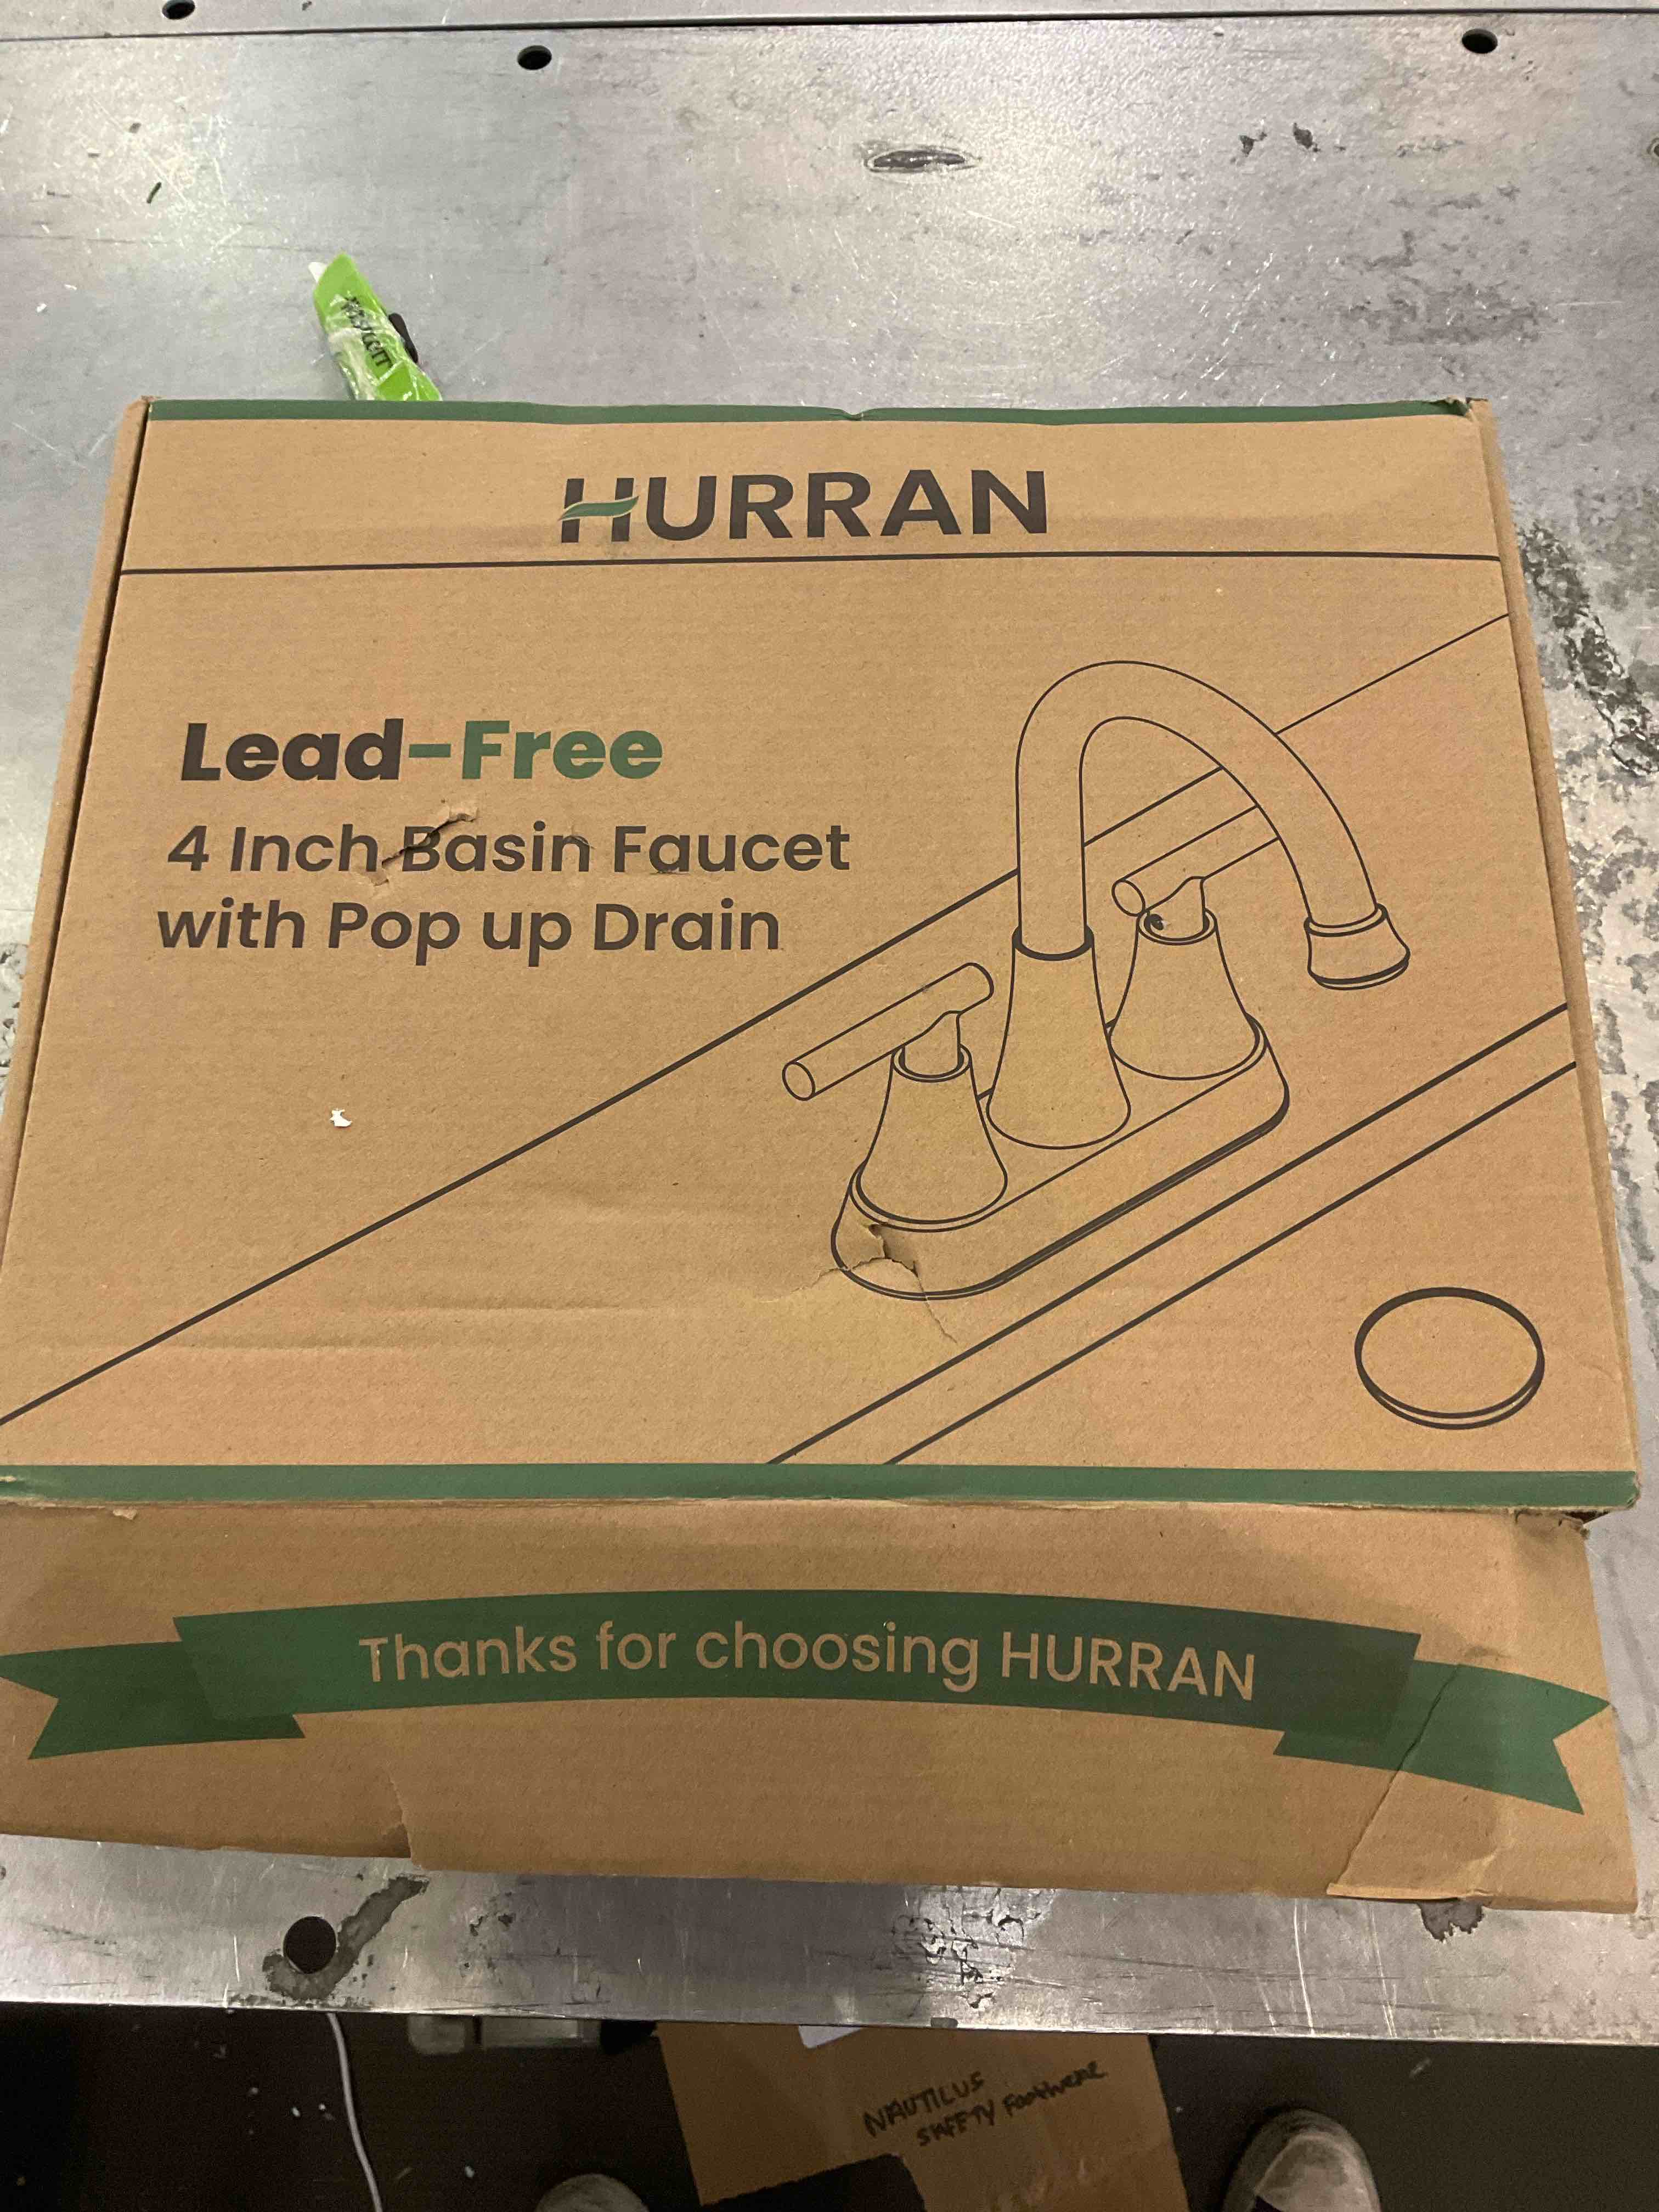 HURRAN
Lead-Free
4 Inch Basin Faucet
with Pop up Drain
Thanks for choosing HURRAN
NAUTILUS
SAFETY Footwear